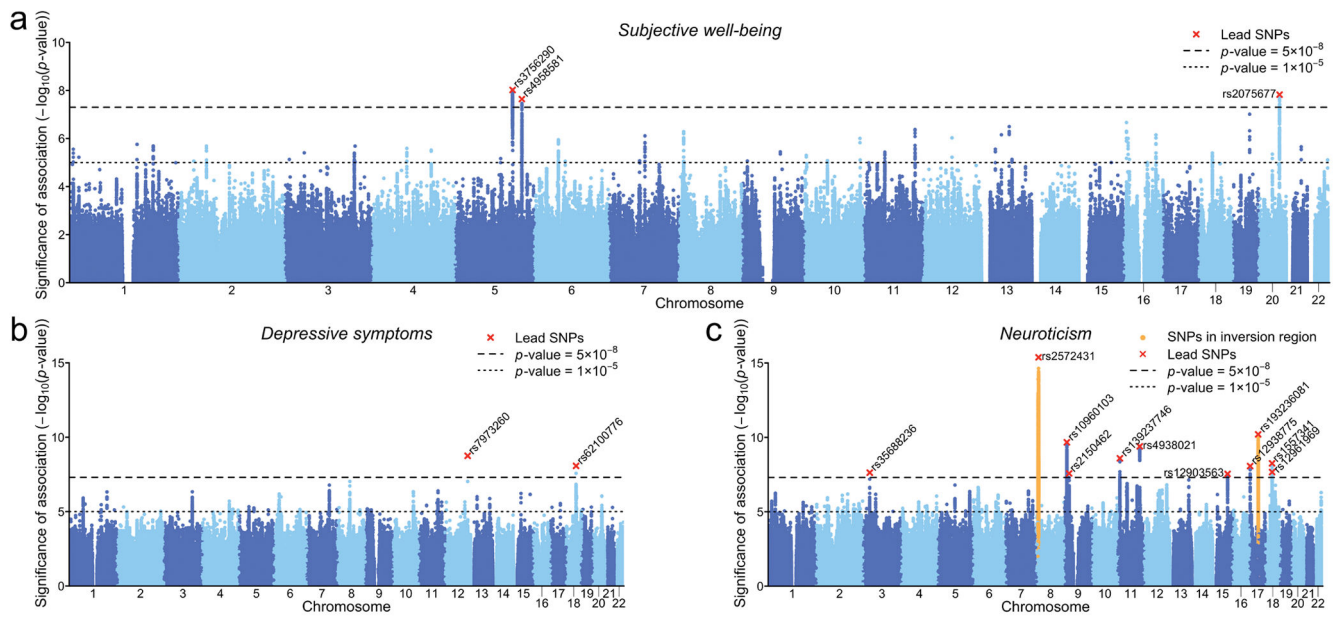 a
Subjective well-being
Significance of association (−log10(p-value))
10
8
6
4
2
0
rs3756290
rs4958581
rs2075677
Lead SNPs
p-value = 5×10−8
p-value = 1×10−5
1 2 3 4 5 6 7 8 9 10 11 12 13 14 15 16 17 18 19 20 21 22
Chromosome
b
Depressive symptoms
Significance of association (−log10(p-value))
15
10
5
0
Lead SNPs
p-value = 5×10−8
p-value = 1×10−5
rs7973260
rs62100776
1 2 3 4 5 6 7 8 9 10 11 12 13 14 15 16 17 18 19 20 21 22
Chromosome
c
Neuroticism
Significance of association (−log10(p-value))
15
10
5
0
SNPs in inversion region
Lead SNPs
p-value = 5×10−8
p-value = 1×10−5
rs35688236
rs2572431
rs10960103
rs2150462
rs139237746
rs4938021
rs12903563
rs12938775
rs193236081
rs1557341
rs12961969
1 2 3 4 5 6 7 8 9 10 11 12 13 14 15 16 17 18 19 20 21 22
Chromosome